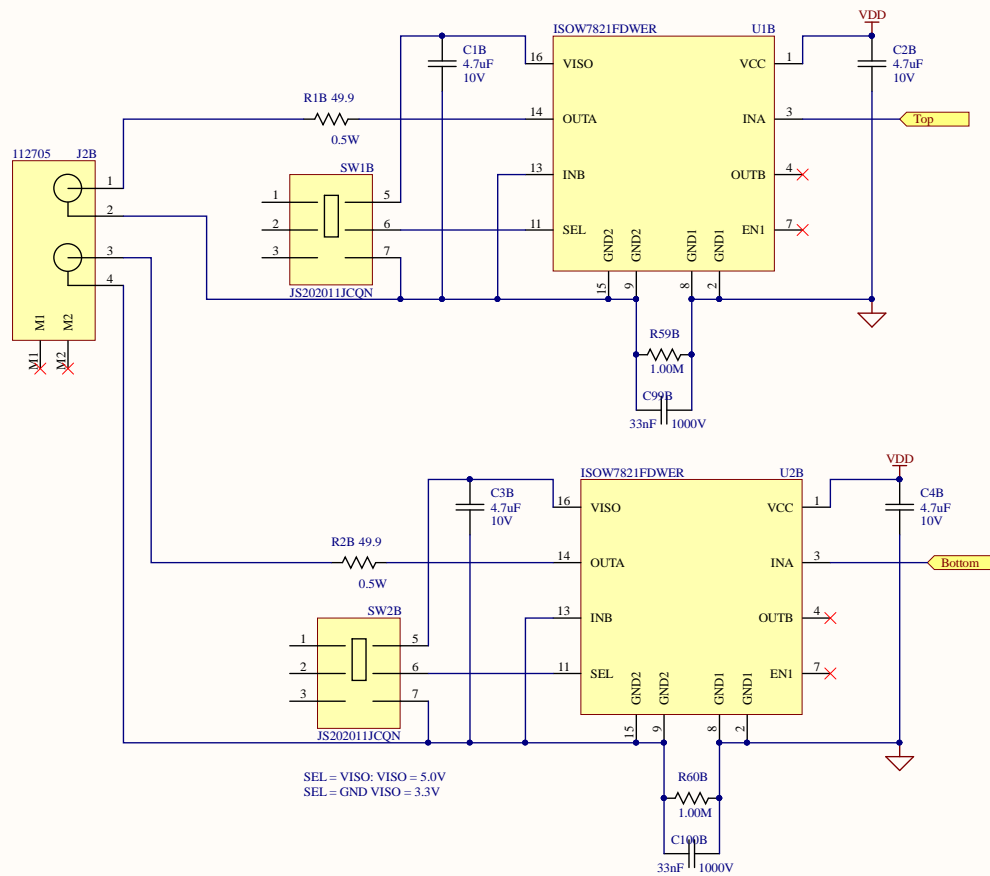 VDD
ISOW7821FDWER U1B
C1B
4.7uF
10V
16 VISO VCC 1
C2B
4.7uF
10V
R1B 49.9
0.5W
14 OUTA INA 3 Top
112705 J2B
SW1B
13 INB OUTB 4
1
2
3
4
M1 M2
M1 M2
1 5
2 6
3 7
JS202011JCQN
11 SEL EN1 7
GND2 GND2 GND1 GND1
15 9 8 2
R59B
1.00M
C99B
33nF 1000V
VDD
ISOW7821FDWER U2B
C3B
4.7uF
10V
16 VISO VCC 1
C4B
4.7uF
10V
R2B 49.9
0.5W
14 OUTA INA 3 Bottom
SW2B
13 INB OUTB 4
1 5
2 6
3 7
JS202011JCQN
11 SEL EN1 7
GND2 GND2 GND1 GND1
15 9 8 2
SEL = VISO: VISO = 5.0V
SEL = GND VISO = 3.3V
R60B
1.00M
C100B
33nF 1000V